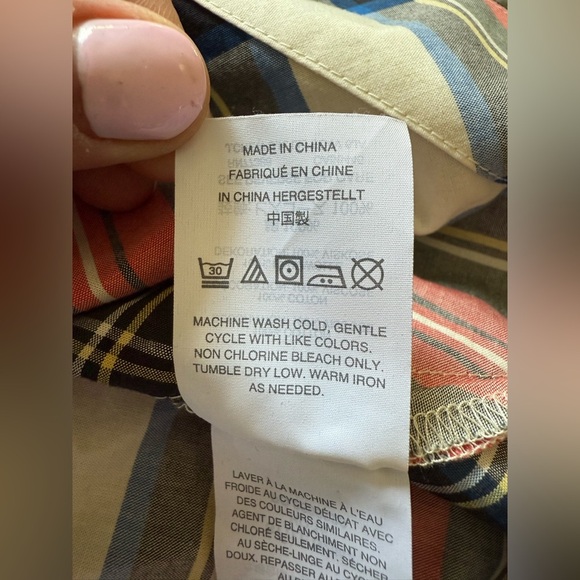 MADE IN CHINA
FABRIQUÉ EN CHINE
IN CHINA HERGESTELLT
中国製
30
MACHINE WASH COLD, GENTLE
CYCLE WITH LIKE COLORS.
NON CHLORINE BLEACH ONLY.
TUMBLE DRY LOW. WARM IRON
AS NEEDED.
LAVER À LA MACHINE À L'EAU
FROIDE AU CYCLE DÉLICAT AVEC
DES COULEURS SIMILAIRES.
AGENT DE BLANCHIMENT NON
CHLORÉ SEULEMENT. SÉCHER
AU SÈCHE-LINGE AU CYC
DOUX. REPASSER AU